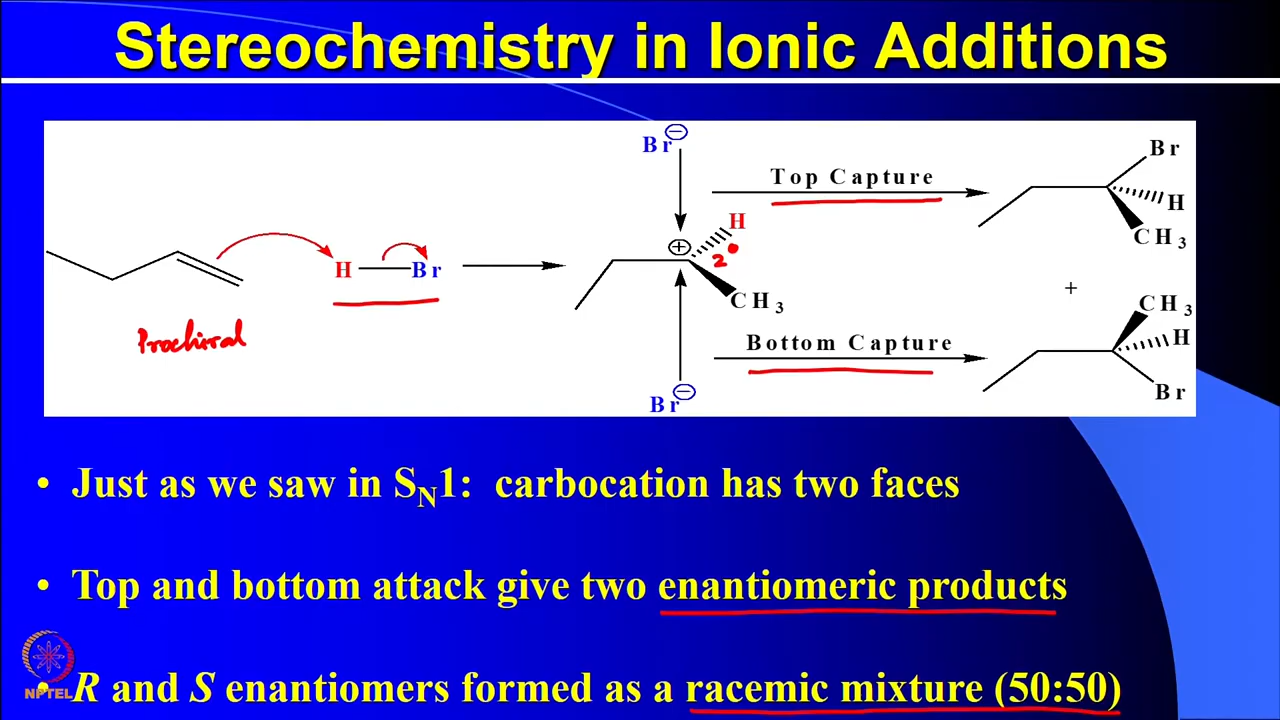 Stereochemistry in Ionic Additions
Br ⊖
Top Capture
Br
H
CH3
H
⊕
2°
CH3
H Br
Prochiral
+
Bottom Capture
CH3
H
Br
Br ⊖
• Just as we saw in SN1: carbocation has two faces
• Top and bottom attack give two enantiomeric products
• R and S enantiomers formed as a racemic mixture (50:50)
NPTEL